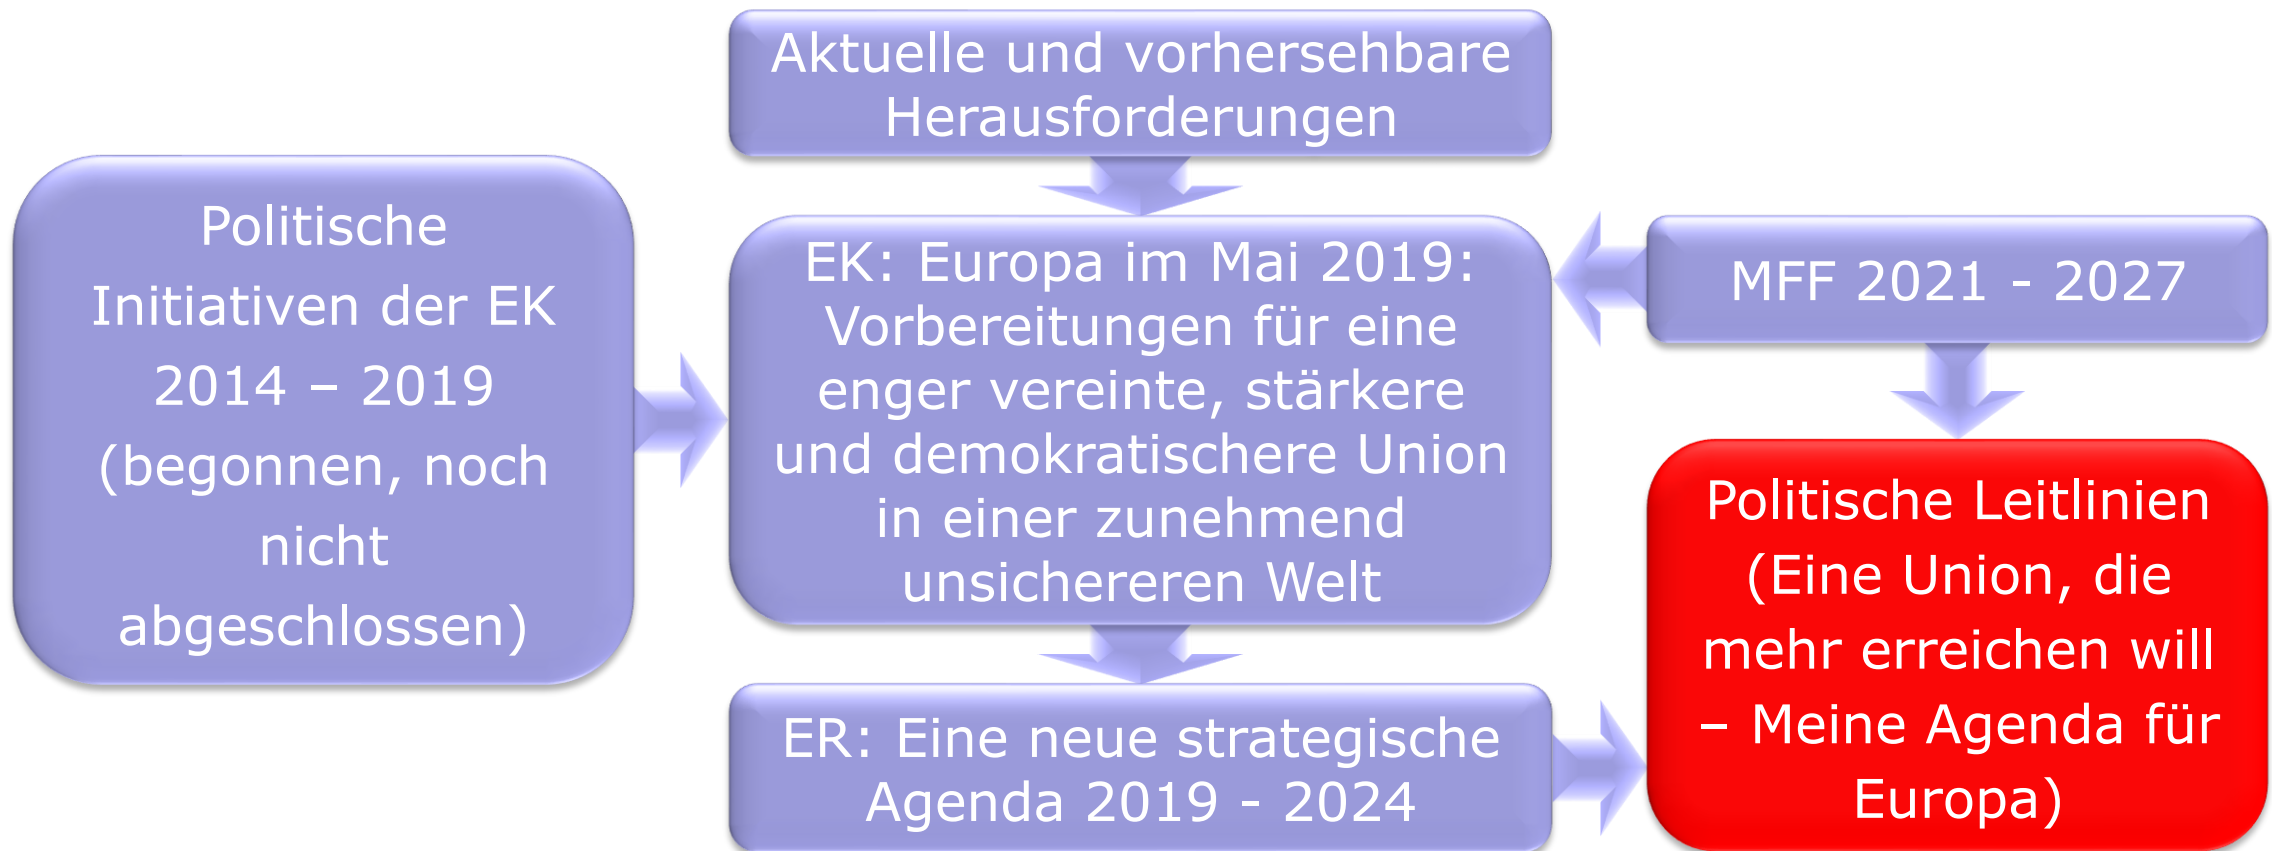 Aktuelle und vorhersehbare
Herausforderungen
Politische
Initiativen der EK
2014 – 2019
(begonnen, noch
nicht
abgeschlossen)
EK: Europa im Mai 2019:
Vorbereitungen für eine
enger vereinte, stärkere
und demokratischere Union
in einer zunehmend
unsichereren Welt
MFF 2021 - 2027
ER: Eine neue strategische
Agenda 2019 - 2024
Politische Leitlinien
(Eine Union, die
mehr erreichen will
– Meine Agenda für
Europa)